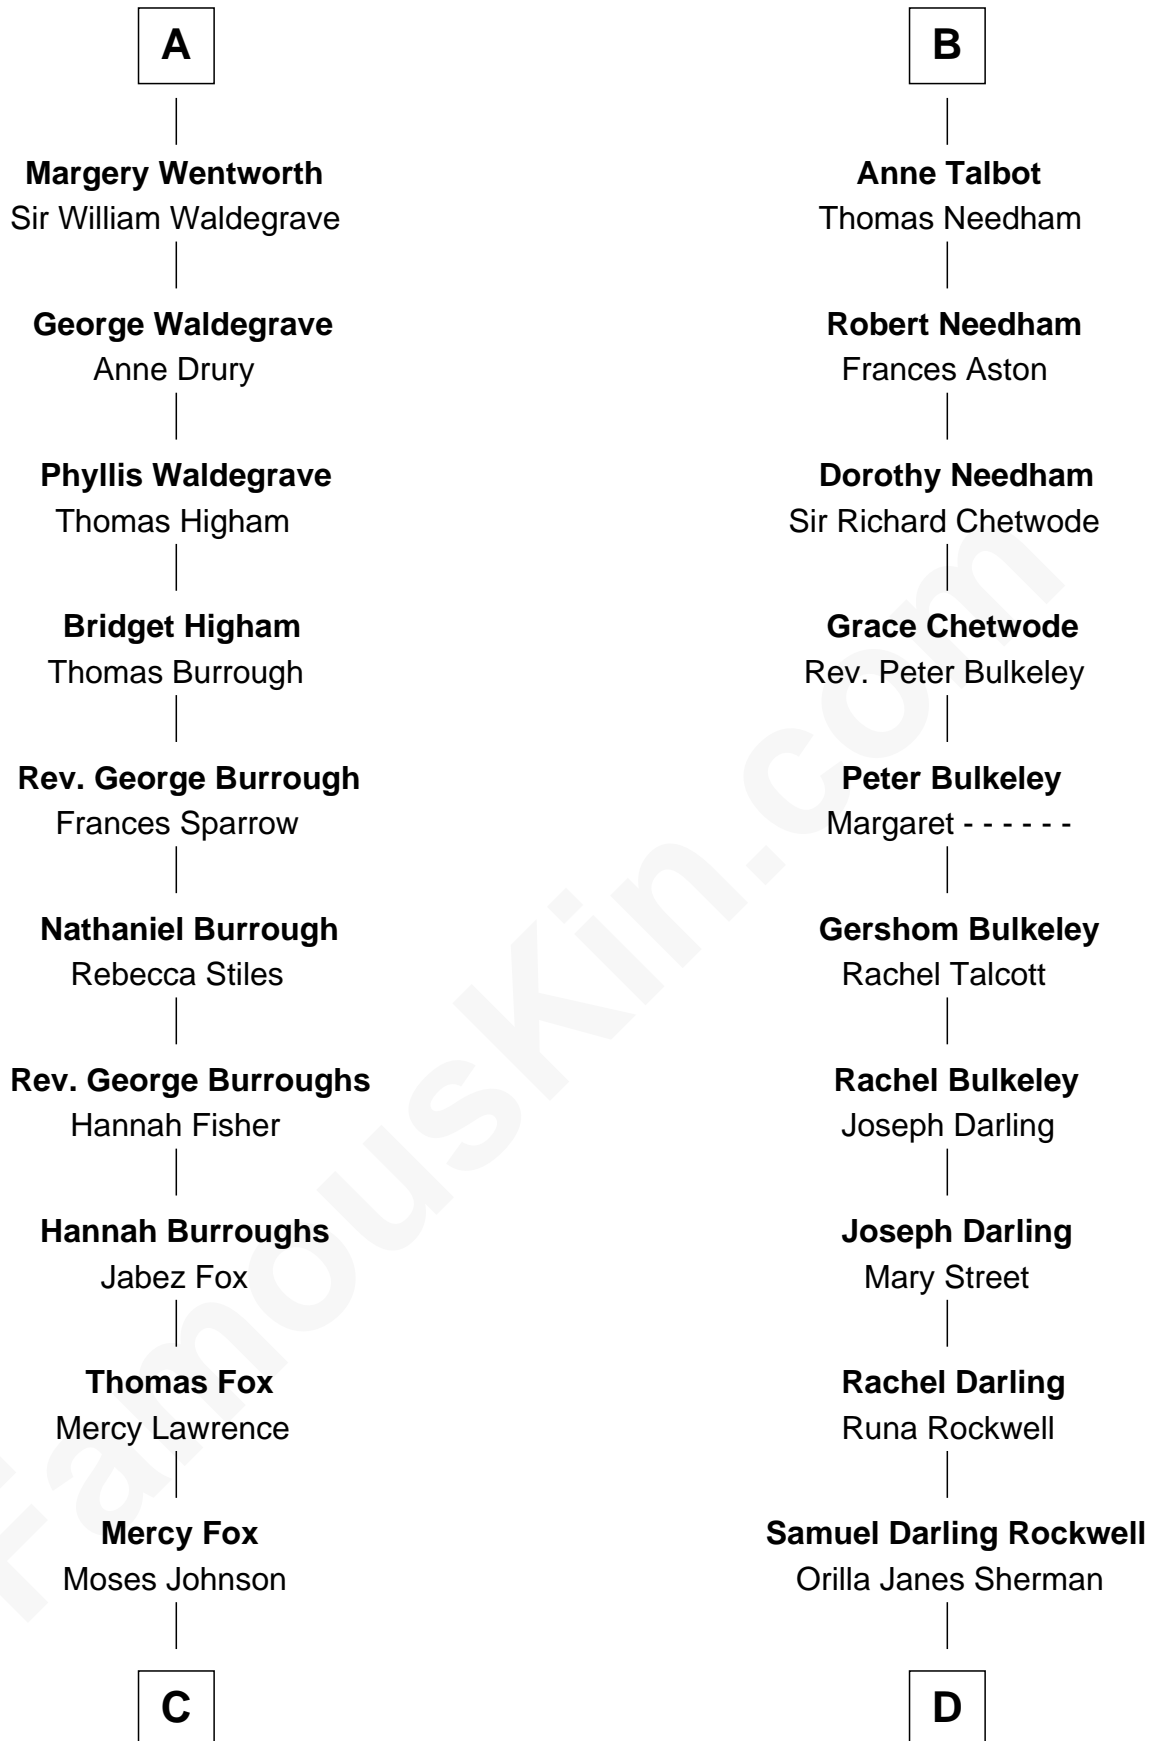 A
Margery Wentworth
Sir William Waldegrave
George Waldegrave
Anne Drury
Phyllis Waldegrave
Thomas Higham
Bridget Higham
Thomas Burrough
Rev. George Burrough
Frances Sparrow
Nathaniel Burrough
Rebecca Stiles
Rev. George Burroughs
Hannah Fisher
Hannah Burroughs
Jabez Fox
Thomas Fox
Mercy Lawrence
Mercy Fox
Moses Johnson
C
B
Anne Talbot
Thomas Needham
Robert Needham
Frances Aston
Dorothy Needham
Sir Richard Chetwode
Grace Chetwode
Rev. Peter Bulkeley
Peter Bulkeley
Margaret - - - - - -
Gershom Bulkeley
Rachel Talcott
Rachel Bulkeley
Joseph Darling
Joseph Darling
Mary Street
Rachel Darling
Runa Rockwell
Samuel Darling Rockwell
Orilla Janes Sherman
D
FamousKin.com